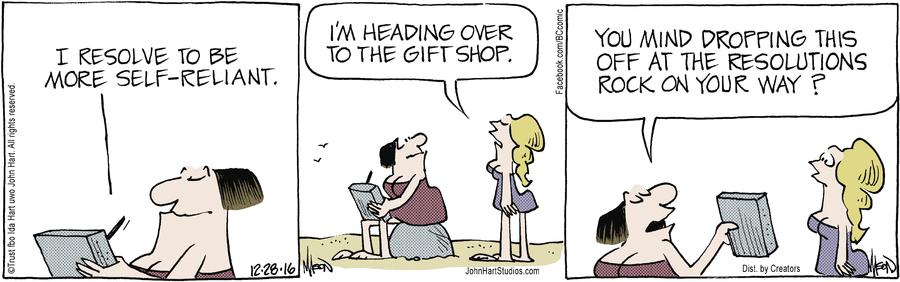 I RESOLVE TO BE
MORE SELF-RELIANT.
©Trust fbo Ida Hart uwo John Hart. All rights reserved.
12·28·16
I'M HEADING OVER
TO THE GIFT SHOP.
JohnHartStudios.com
Facebook.com/BCcomic
YOU MIND DROPPING THIS
OFF AT THE RESOLUTIONS
ROCK ON YOUR WAY ?
Dist. by Creators